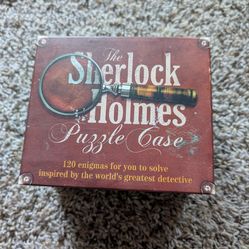 The
Sherlock
Holmes
Puzzle Case
120 enigmas for you to solve
inspired by the world's greatest detective